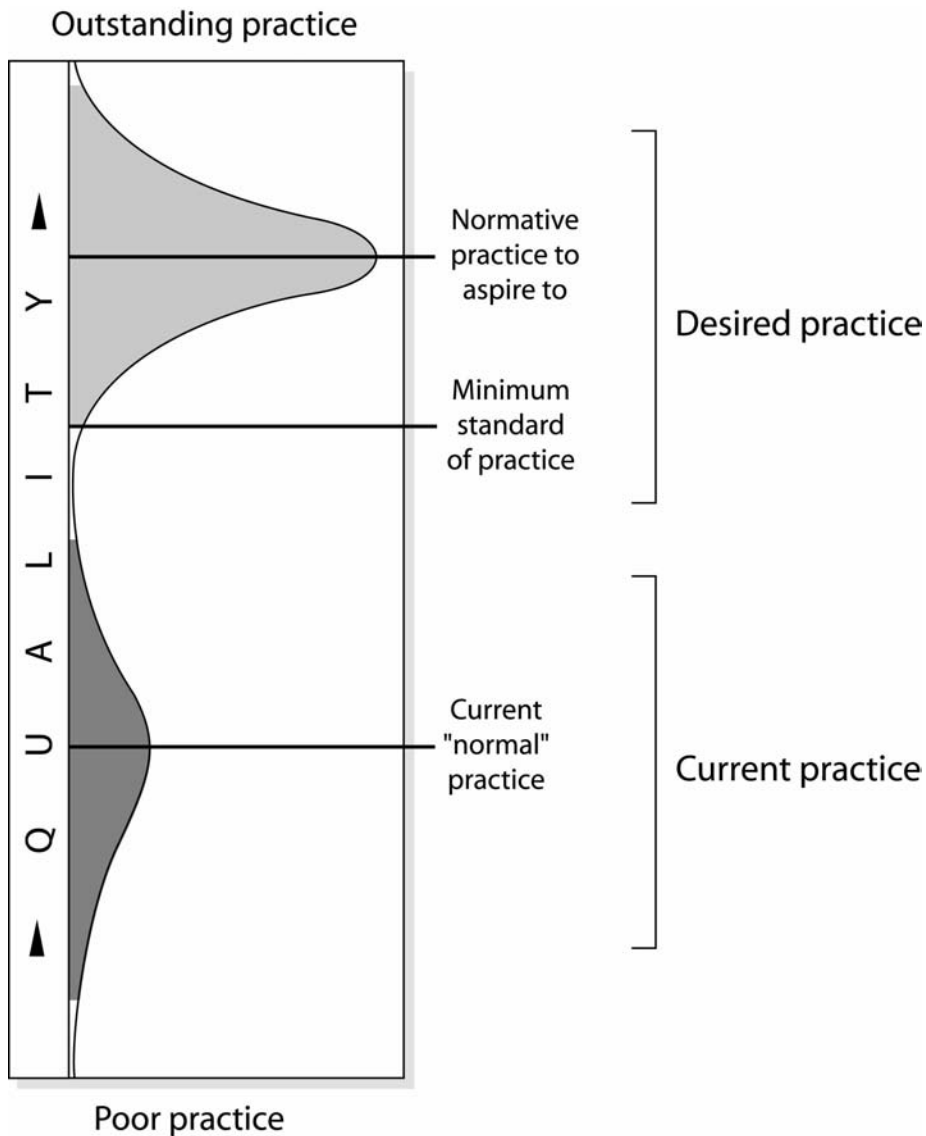 Outstanding practice
QUALITY
Normative
practice to
aspire to
Desired practice
Minimum
standard
of practice
Current
"normal"
practice
Current practice
Poor practice